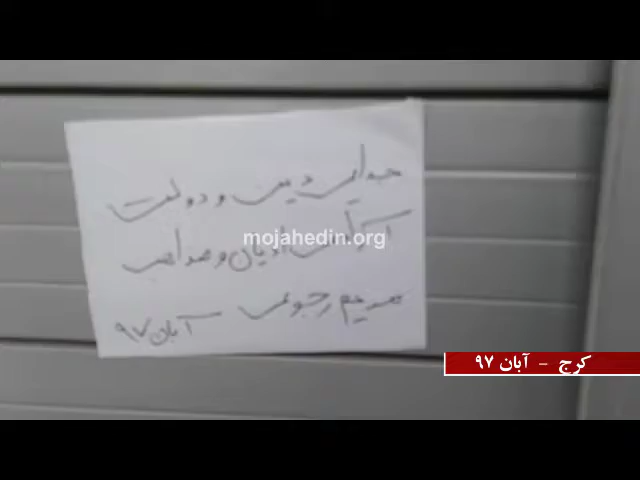 جدایی دین و دولت
آزادی ادیان و مذاهب
مریم رجوی
آبان ۹۷
mojahedin.org
کرج - آبان ۹۷